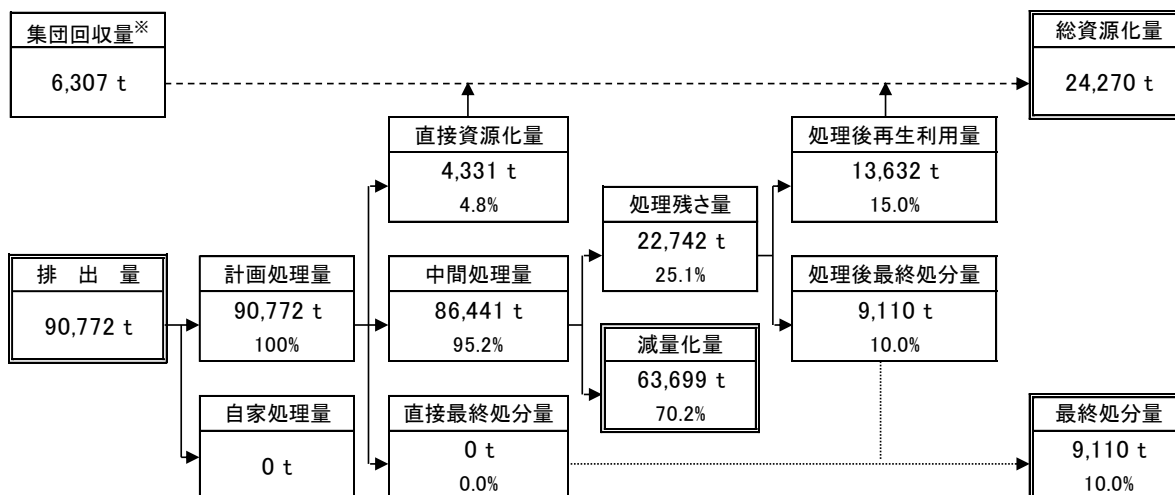 集団回収量※
6,307 t
総資源化量
24,270 t
直接資源化量
4,331 t
4.8%
処理後再生利用量
13,632 t
15.0%
処理残さ量
22,742 t
25.1%
排 出 量
90,772 t
計画処理量
90,772 t
100%
中間処理量
86,441 t
95.2%
処理後最終処分量
9,110 t
10.0%
減量化量
63,699 t
70.2%
自家処理量
0 t
直接最終処分量
0 t
0.0%
最終処分量
9,110 t
10.0%